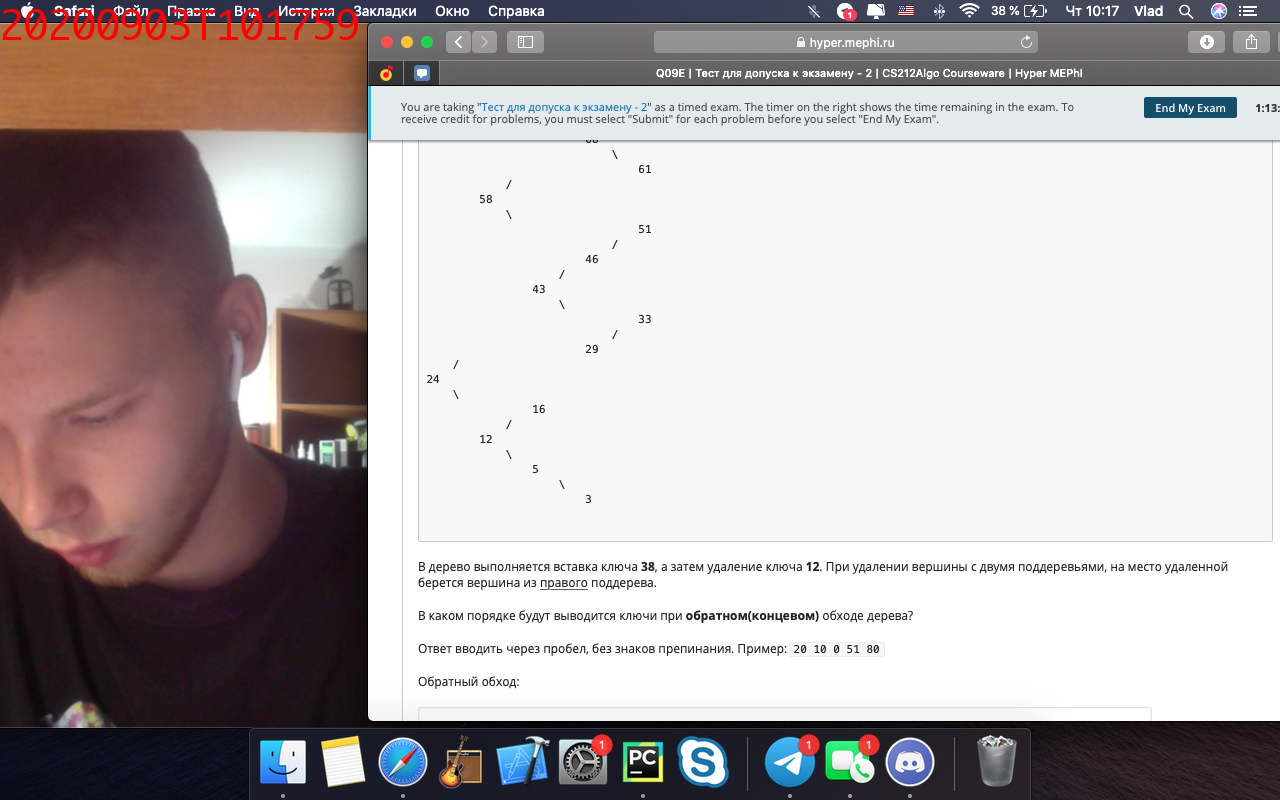 20200903T101759
Safari Файл Правка Вид История Закладки Окно Справка
1
38 %
Чт 10:17 Vlad
hyper.mephi.ru
Q09E | Тест для допуска к экзамену - 2 | CS212Algo Courseware | Hyper MEPhI
You are taking "Тест для допуска к экзамену - 2" as a timed exam. The timer on the right shows the time remaining in the exam. To
receive credit for problems, you must select "Submit" for each problem before you select "End My Exam".
End My Exam
1:13:
\
61
/
58
\
51
/
46
/
43
\
33
/
29
/
24
\
16
/
12
\
5
\
3
В дерево выполняется вставка ключа 38, а затем удаление ключа 12. При удалении вершины с двумя поддеревьями, на место удаленной
берется вершина из правого поддерева.
В каком порядке будут выводится ключи при обратном(концевом) обходе дерева?
Ответ вводить через пробел, без знаков препинания. Пример: 20 10 0 51 80
Обратный обход:
1
PC
1
1